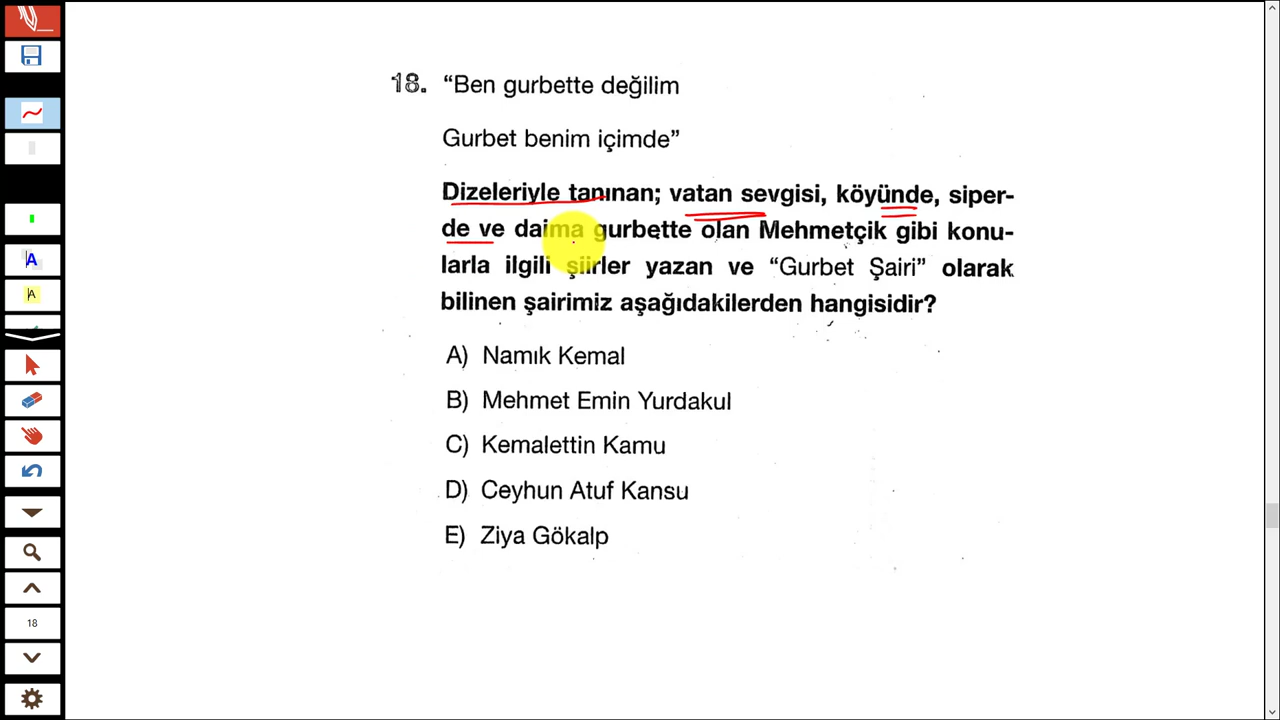 18. “Ben gurbette değilim
Gurbet benim içimde”
Dizeleriyle tanınan; vatan sevgisi, köyünde, siper-
de ve daima gurbette olan Mehmetçik gibi konu-
larla ilgili şiirler yazan ve “Gurbet Şairi” olarak
bilinen şairimiz aşağıdakilerden hangisidir?
A) Namık Kemal
B) Mehmet Emin Yurdakul
C) Kemalettin Kamu
D) Ceyhun Atuf Kansu
E) Ziya Gökalp
A
A
18